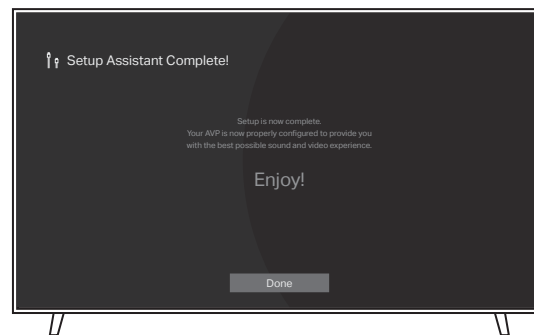 Setup Assistant Complete!
Setup is now complete.
Your AVP is now properly configured to provide you
with the best possible sound and video experience.
Enjoy!
Done